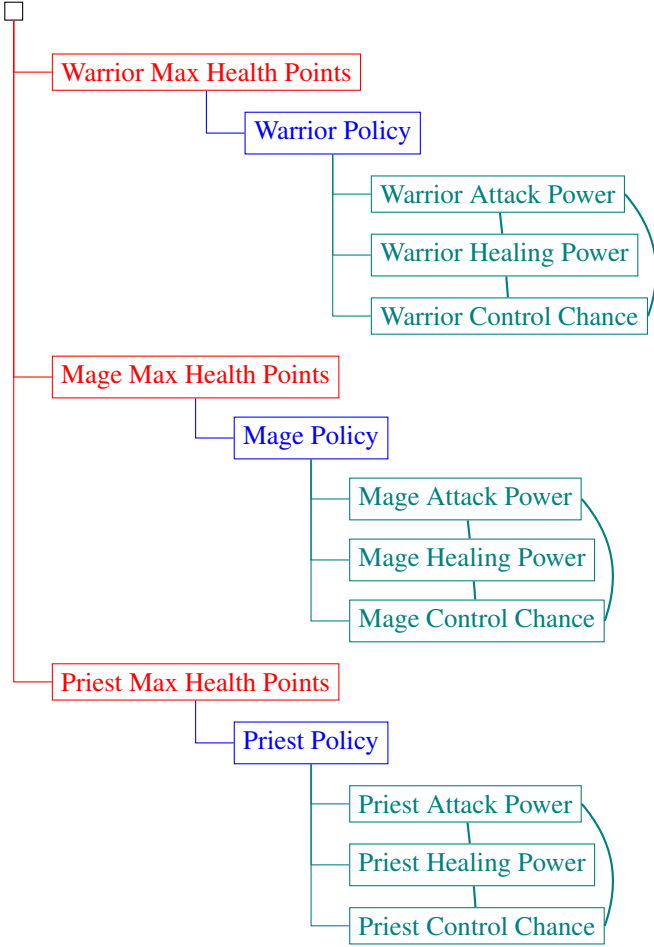 Warrior Max Health Points
Warrior Policy
Warrior Attack Power
Warrior Healing Power
Warrior Control Chance
Mage Max Health Points
Mage Policy
Mage Attack Power
Mage Healing Power
Mage Control Chance
Priest Max Health Points
Priest Policy
Priest Attack Power
Priest Healing Power
Priest Control Chance